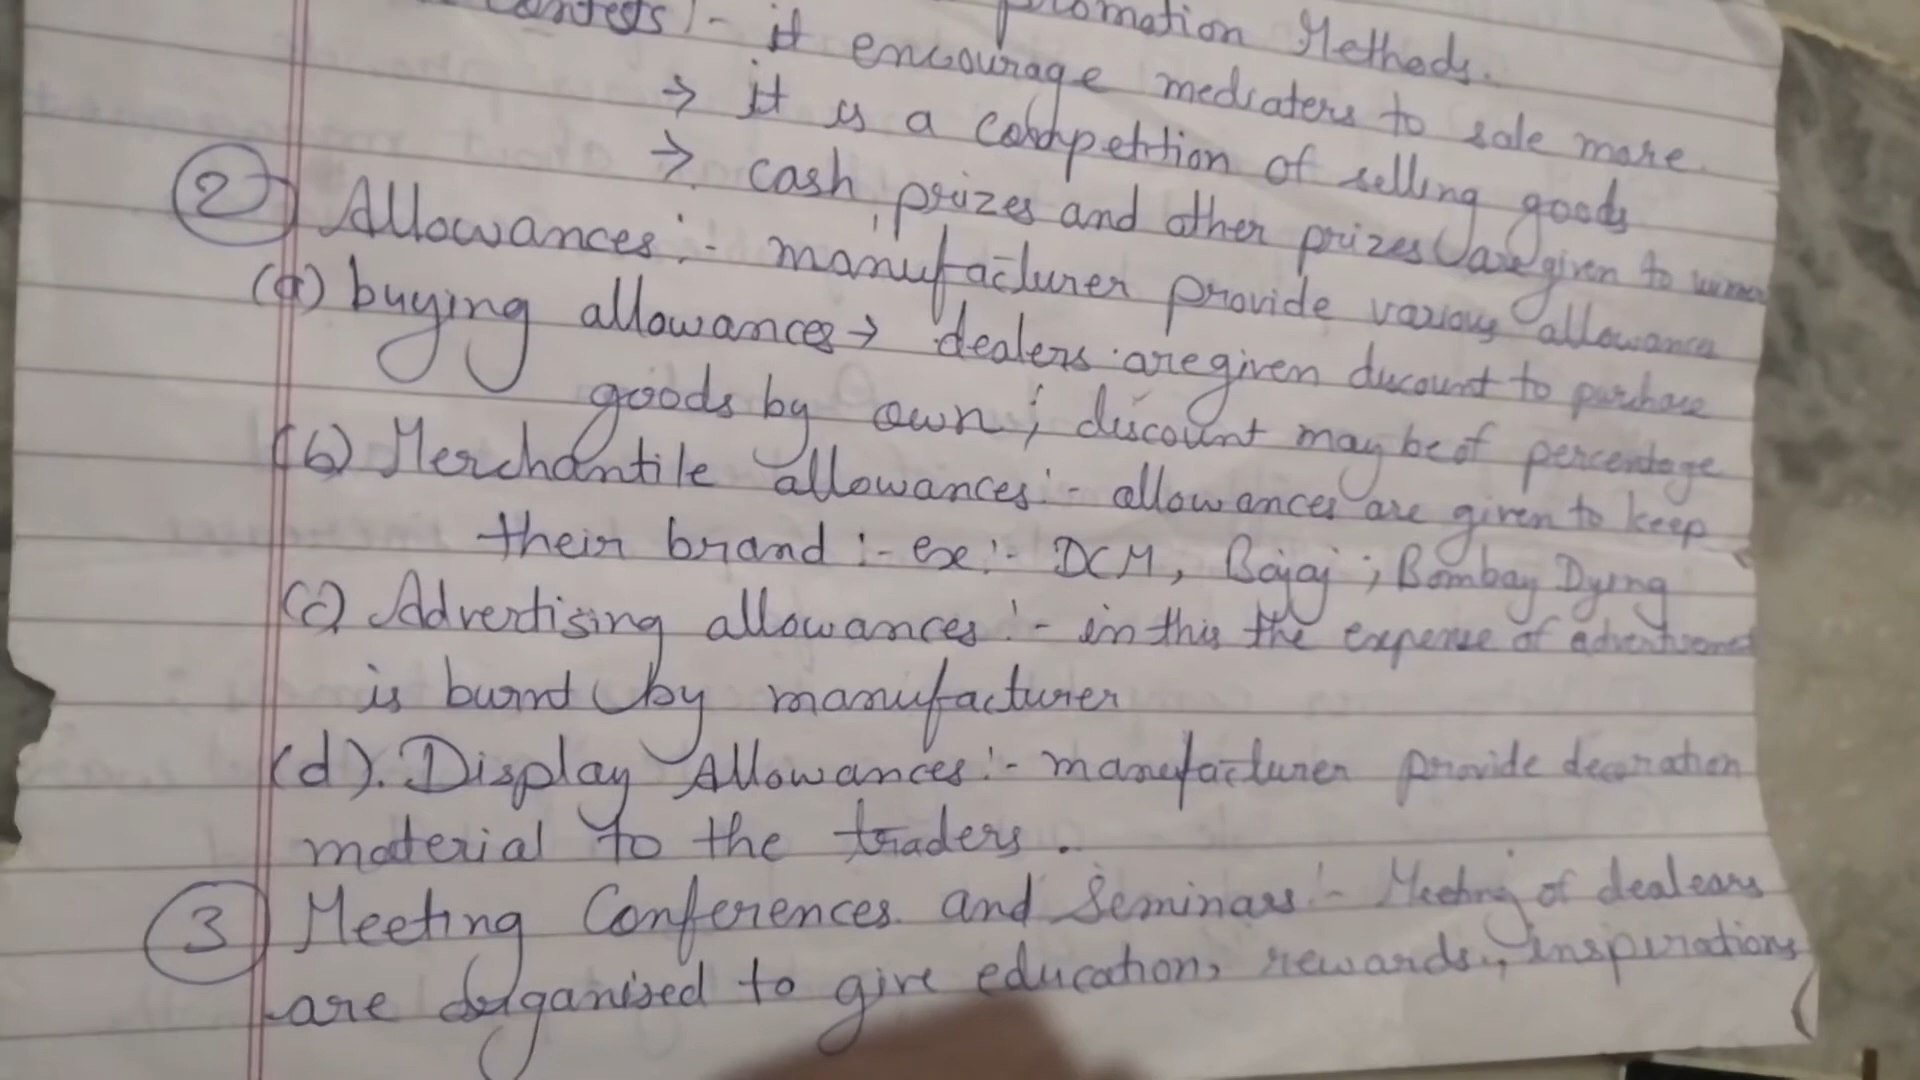 promation Methods.
Contests :- it encourage mediaters to sale more.
→ it is a competition of selling goods
→ cash prizes and other prizes are given to winner
(2) Allowances :- manufacturer provide various allowance
(a) buying allowances → dealers are given discount to purchase
goods by own ; discount may be of percentage
(b) Merchantile allowances :- allowances are given to keep
their brand :- ex :- DCM, Bajaj ; Bombay Dying
(c) Advertising allowances :- in this the expense of advertisement
is burnt by manufacturer
(d). Display Allowances :- manufacturer provide decoration
material to the traders.
(3) Meeting Conferences and Seminars :- Meeting of dealears
are organised to give education, rewards, inspirations